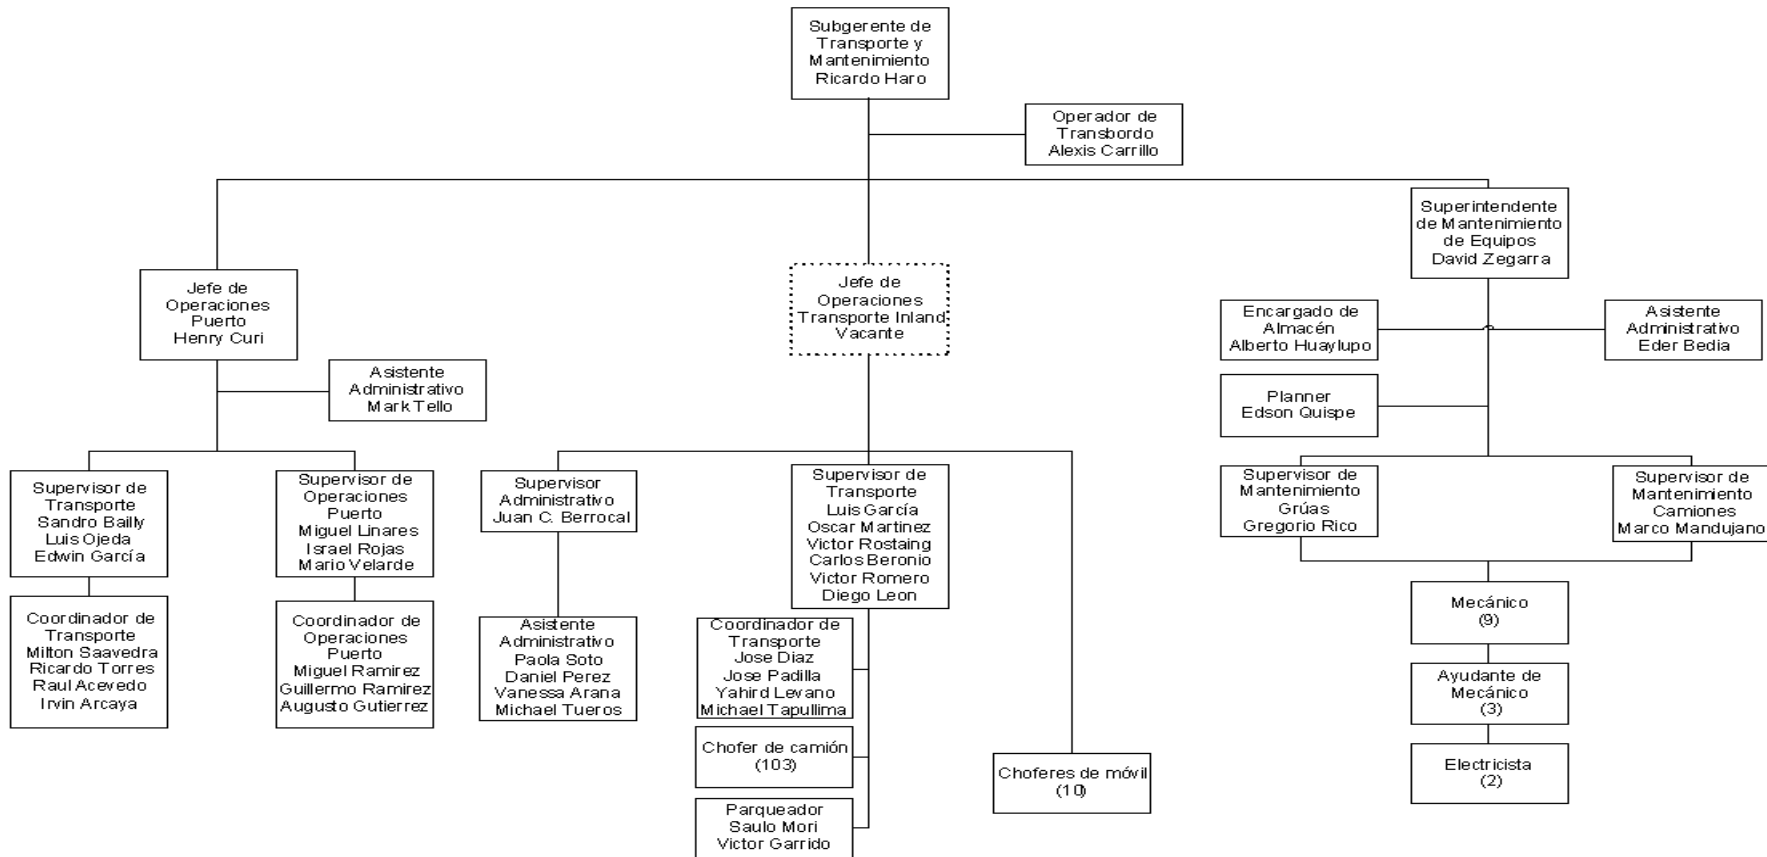 Subgerente de
Transporte y
Mantenimiento
Ricardo Haro
Operador de
Transbordo
Alexis Carrillo
Jefe de
Operaciones
Puerto
Henry Curi
Jefe de
Operaciones
Transporte Inland
Vacante
Superintendente
de Mantenimiento
de Equipos
David Zegarra
Asistente
Administrativo
Mark Tello
Encargado de
Almacén
Alberto Huaylupo
Asistente
Administrativo
Eder Bedia
Planner
Edson Quispe
Supervisor de
Transporte
Sandro Bailly
Luis Ojeda
Edwin García
Supervisor de
Operaciones
Puerto
Miguel Linares
Israel Rojas
Mario Velarde
Supervisor
Administrativo
Juan C. Berrocal
Supervisor de
Transporte
Luis García
Oscar Martinez
Victor Rostaing
Carlos Beronio
Victor Romero
Diego Leon
Supervisor de
Mantenimiento
Grúas
Gregorio Rico
Supervisor de
Mantenimiento
Camiones
Marco Mandujano
Coordinador de
Transporte
Milton Saavedra
Ricardo Torres
Raul Acevedo
Irvin Arcaya
Coordinador de
Operaciones
Puerto
Miguel Ramirez
Guillermo Ramirez
Augusto Gutierrez
Asistente
Administrativo
Paola Soto
Daniel Perez
Vanessa Arana
Michael Tueros
Coordinador de
Transporte
Jose Diaz
Jose Padilla
Yahird Levano
Michael Tapullima
Chofer de camión
(103)
Parqueador
Saulo Mori
Victor Garrido
Choferes de móvil
(10)
Mecánico
(9)
Ayudante de
Mecánico
(3)
Electricista
(2)